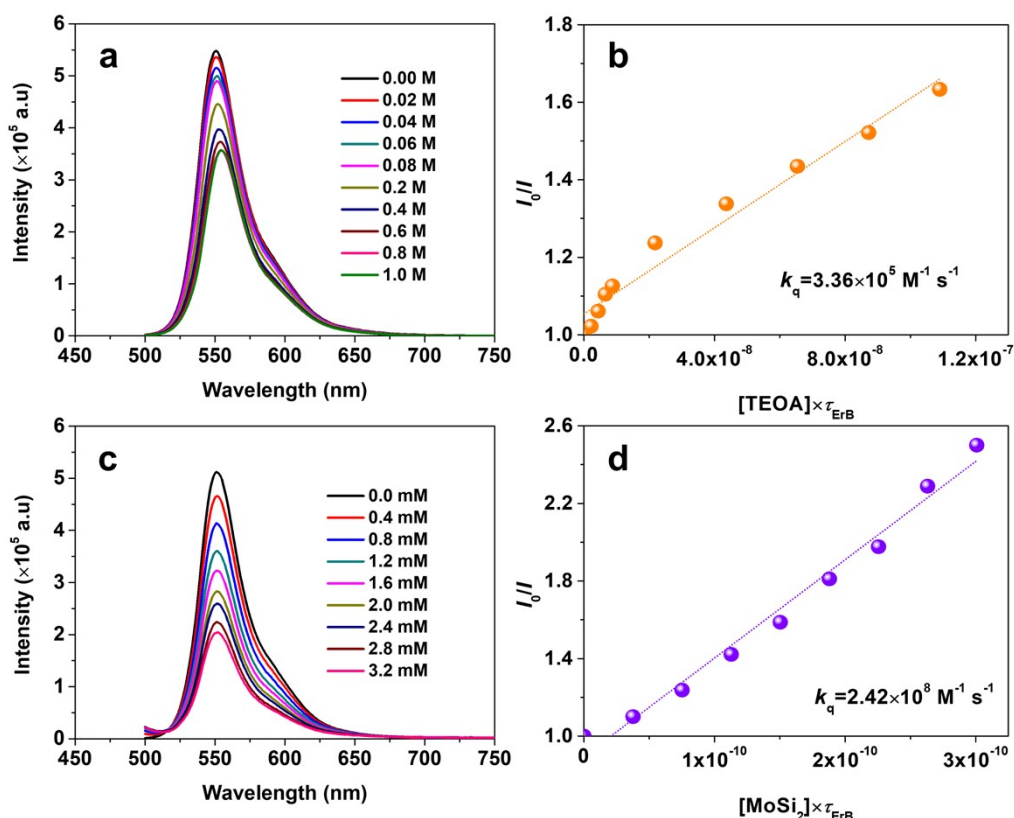 a
6
5
4
3
2
1
0
Intensity (×10⁵ a.u)
0.00 M
0.02 M
0.04 M
0.06 M
0.08 M
0.2 M
0.4 M
0.6 M
0.8 M
1.0 M
450 500 550 600 650 700 750
Wavelength (nm)
b
1.8
1.6
1.4
1.2
1.0
I₀/I
k_q=3.36×10⁵ M⁻¹ s⁻¹
0.0 4.0x10⁻⁸ 8.0x10⁻⁸ 1.2x10⁻⁷
[TEOA]×τ_ErB
c
6
5
4
3
2
1
0
Intensity (×10⁵ a.u)
0.0 mM
0.4 mM
0.8 mM
1.2 mM
1.6 mM
2.0 mM
2.4 mM
2.8 mM
3.2 mM
450 500 550 600 650 700 750
Wavelength (nm)
d
2.6
2.2
1.8
1.4
1.0
I₀/I
k_q=2.42×10⁸ M⁻¹ s⁻¹
0 1x10⁻¹⁰ 2x10⁻¹⁰ 3x10⁻¹⁰
[MoSi₂]×τ_ErB